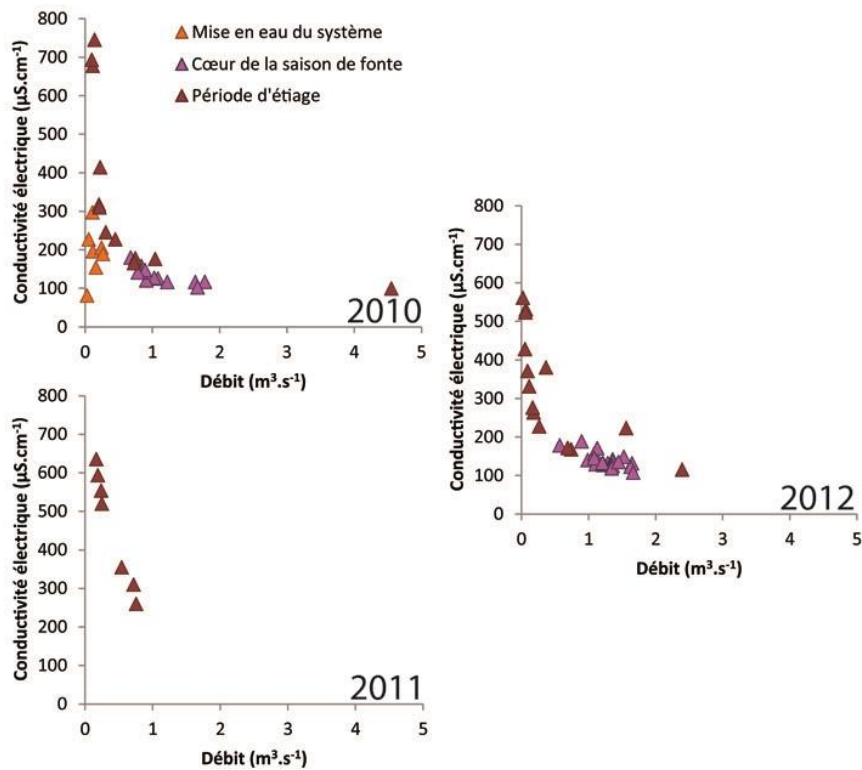 Conductivité électrique (µS.cm⁻¹)
800
700
600
500
400
300
200
100
0
Mise en eau du système
Cœur de la saison de fonte
Période d'étiage
2010
0 1 2 3 4 5
Débit (m³.s⁻¹)
Conductivité électrique (µS.cm⁻¹)
800
700
600
500
400
300
200
100
0
2012
0 1 2 3 4 5
Débit (m³.s⁻¹)
Conductivité électrique (µS.cm⁻¹)
800
700
600
500
400
300
200
100
0
2011
0 1 2 3 4 5
Débit (m³.s⁻¹)